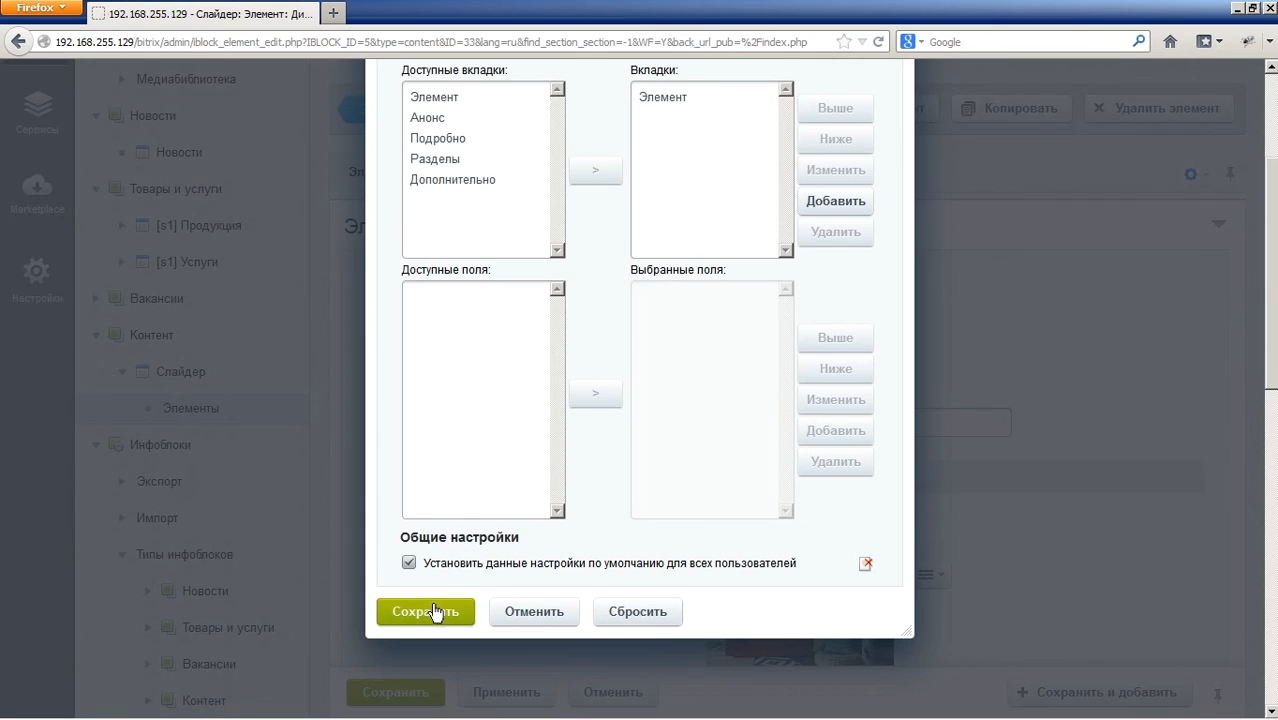 Firefox
192.168.255.129 - Слайдер: Элемент: Ди...
192.168.255.129/bitrix/admin/iblock_element_edit.php?IBLOCK_ID=5&type=content&ID=33&lang=ru&find_section_section=-1&WF=Y&back_url_pub=%2Findex.php
Google
Сервисы
Marketplace
Настройки
Медиабиблиотека
Новости
Новости
Товары и услуги
[s1] Продукция
[s1] Услуги
Вакансии
Контент
Слайдер
Элементы
Инфоблоки
Экспорт
Импорт
Типы инфоблоков
Новости
Товары и услуги
Вакансии
Контент
Копировать
Удалить элемент
Доступные вкладки:
Вкладки:
Элемент
Анонс
Подробно
Разделы
Дополнительно
>
Элемент
Выше
Ниже
Изменить
Добавить
Удалить
Доступные поля:
Выбранные поля:
>
Выше
Ниже
Изменить
Добавить
Удалить
Общие настройки
Установить данные настройки по умолчанию для всех пользователей
Сохранить
Отменить
Сбросить
Сохранить
Применить
Отменить
+ Сохранить и добавить